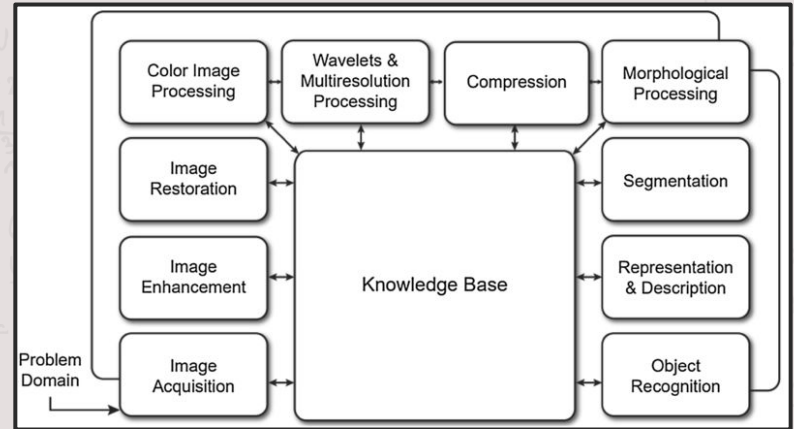 Color Image
Processing
Wavelets &
Multiresolution
Processing
Compression
Morphological
Processing
Image
Restoration
Segmentation
Image
Enhancement
Knowledge Base
Representation
& Description
Problem
Domain
Image
Acquisition
Object
Recognition